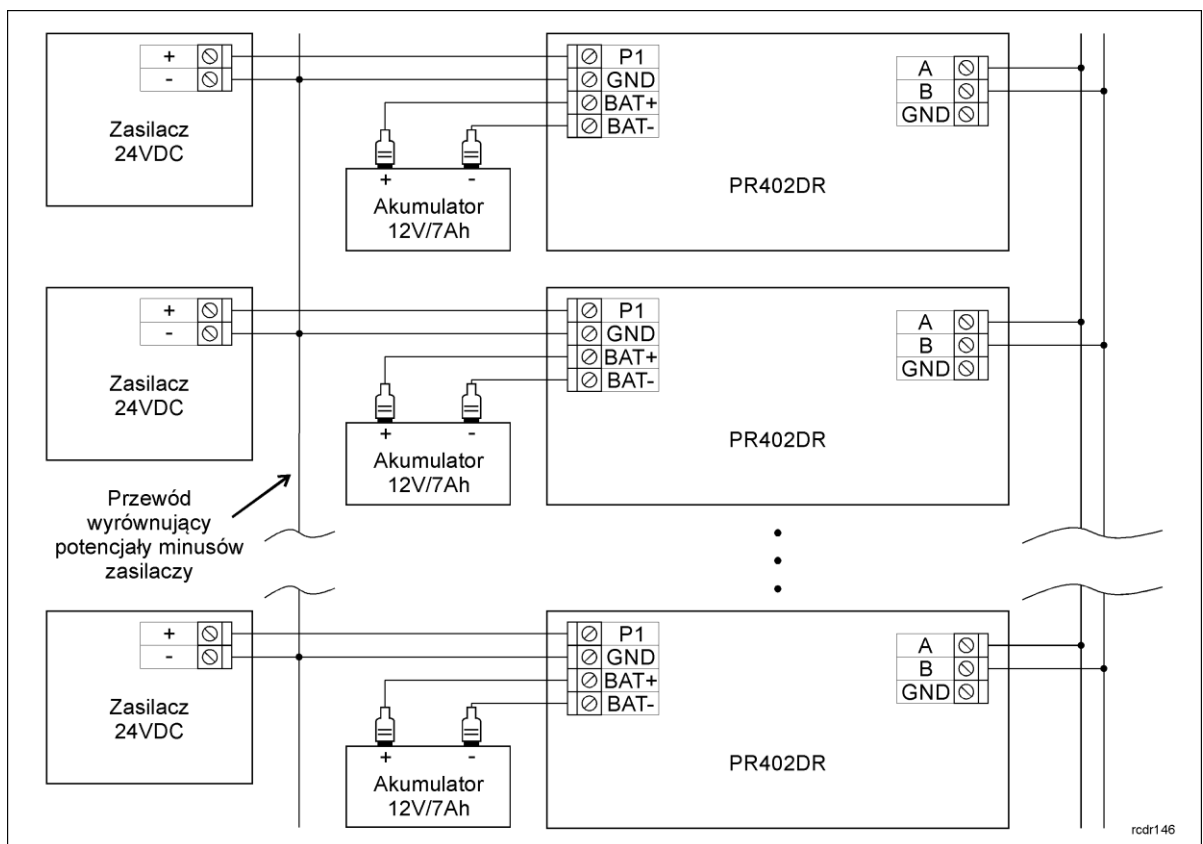 +
-
Zasilacz
24VDC
P1
GND
BAT+
BAT-
+ -
Akumulator
12V/7Ah
PR402DR
A
B
GND
+
-
Zasilacz
24VDC
P1
GND
BAT+
BAT-
+ -
Akumulator
12V/7Ah
PR402DR
A
B
GND
Przewód
wyrównujący
potencjały minusów
zasilaczy
+
-
Zasilacz
24VDC
P1
GND
BAT+
BAT-
+ -
Akumulator
12V/7Ah
PR402DR
A
B
GND
rcdr146